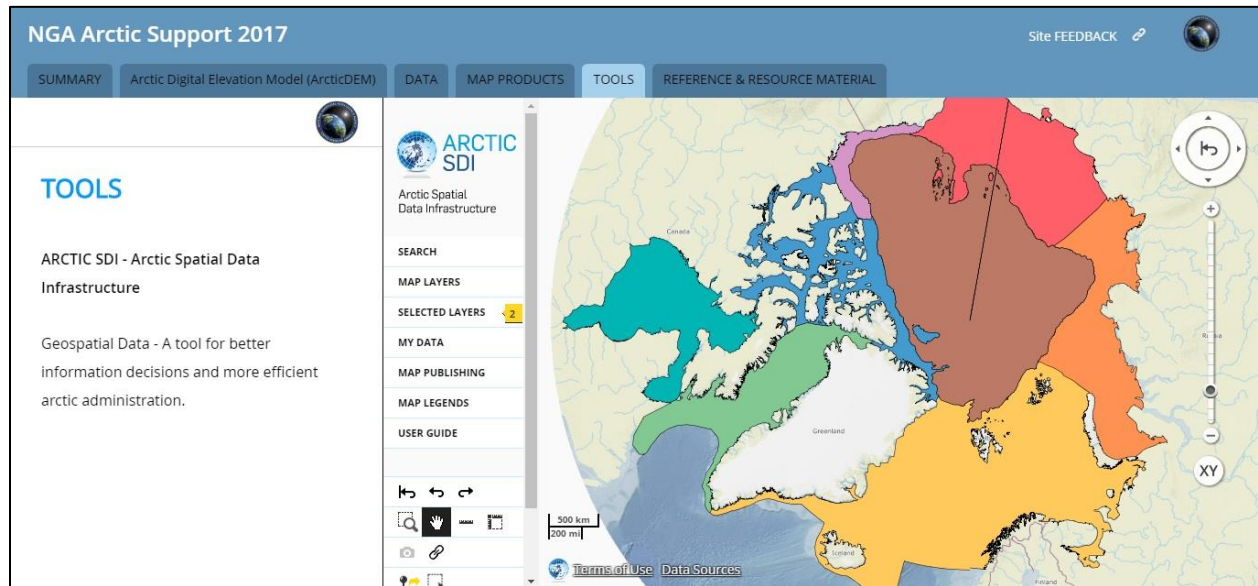 NGA Arctic Support 2017
Site FEEDBACK
SUMMARY
Arctic Digital Elevation Model (ArcticDEM)
DATA
MAP PRODUCTS
TOOLS
REFERENCE & RESOURCE MATERIAL
TOOLS
ARCTIC SDI - Arctic Spatial Data
Infrastructure
Geospatial Data - A tool for better
information decisions and more efficient
arctic administration.
ARCTIC
SDI
Arctic Spatial
Data Infrastructure
SEARCH
MAP LAYERS
SELECTED LAYERS 2
MY DATA
MAP PUBLISHING
MAP LEGENDS
USER GUIDE
Canada
Greenland
Russia
Iceland
Finland
500 km
200 mi
Terms of Use Data Sources
XY